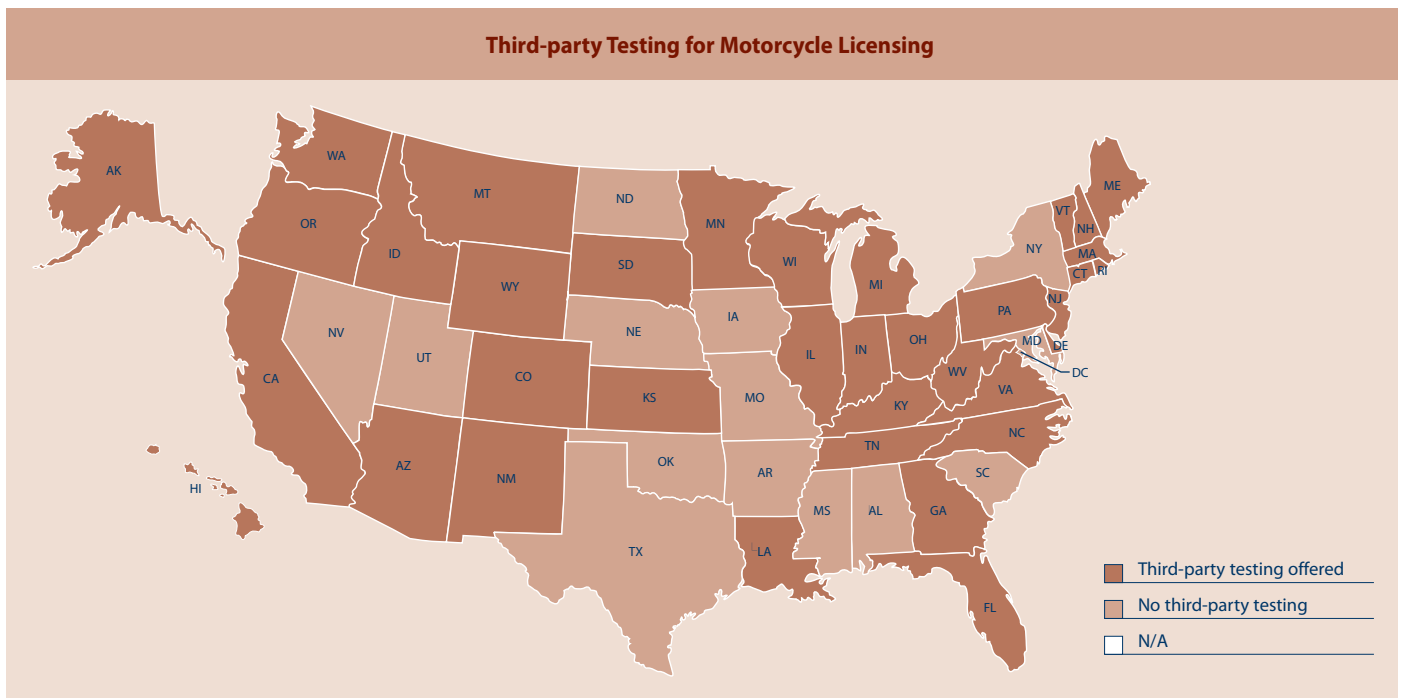 Third-party Testing for Motorcycle Licensing
AK
WA
MT
ND
MN
ME
VT
NH
OR
ID
SD
WI
NY
MA
CT
RI
WY
MI
PA
NJ
NV
NE
IA
UT
CO
IL
IN
OH
MD
DE
DC
CA
KS
MO
WV
VA
KY
NC
AZ
NM
OK
AR
TN
SC
HI
TX
LA
MS
AL
GA
FL
Third-party testing offered
No third-party testing
N/A